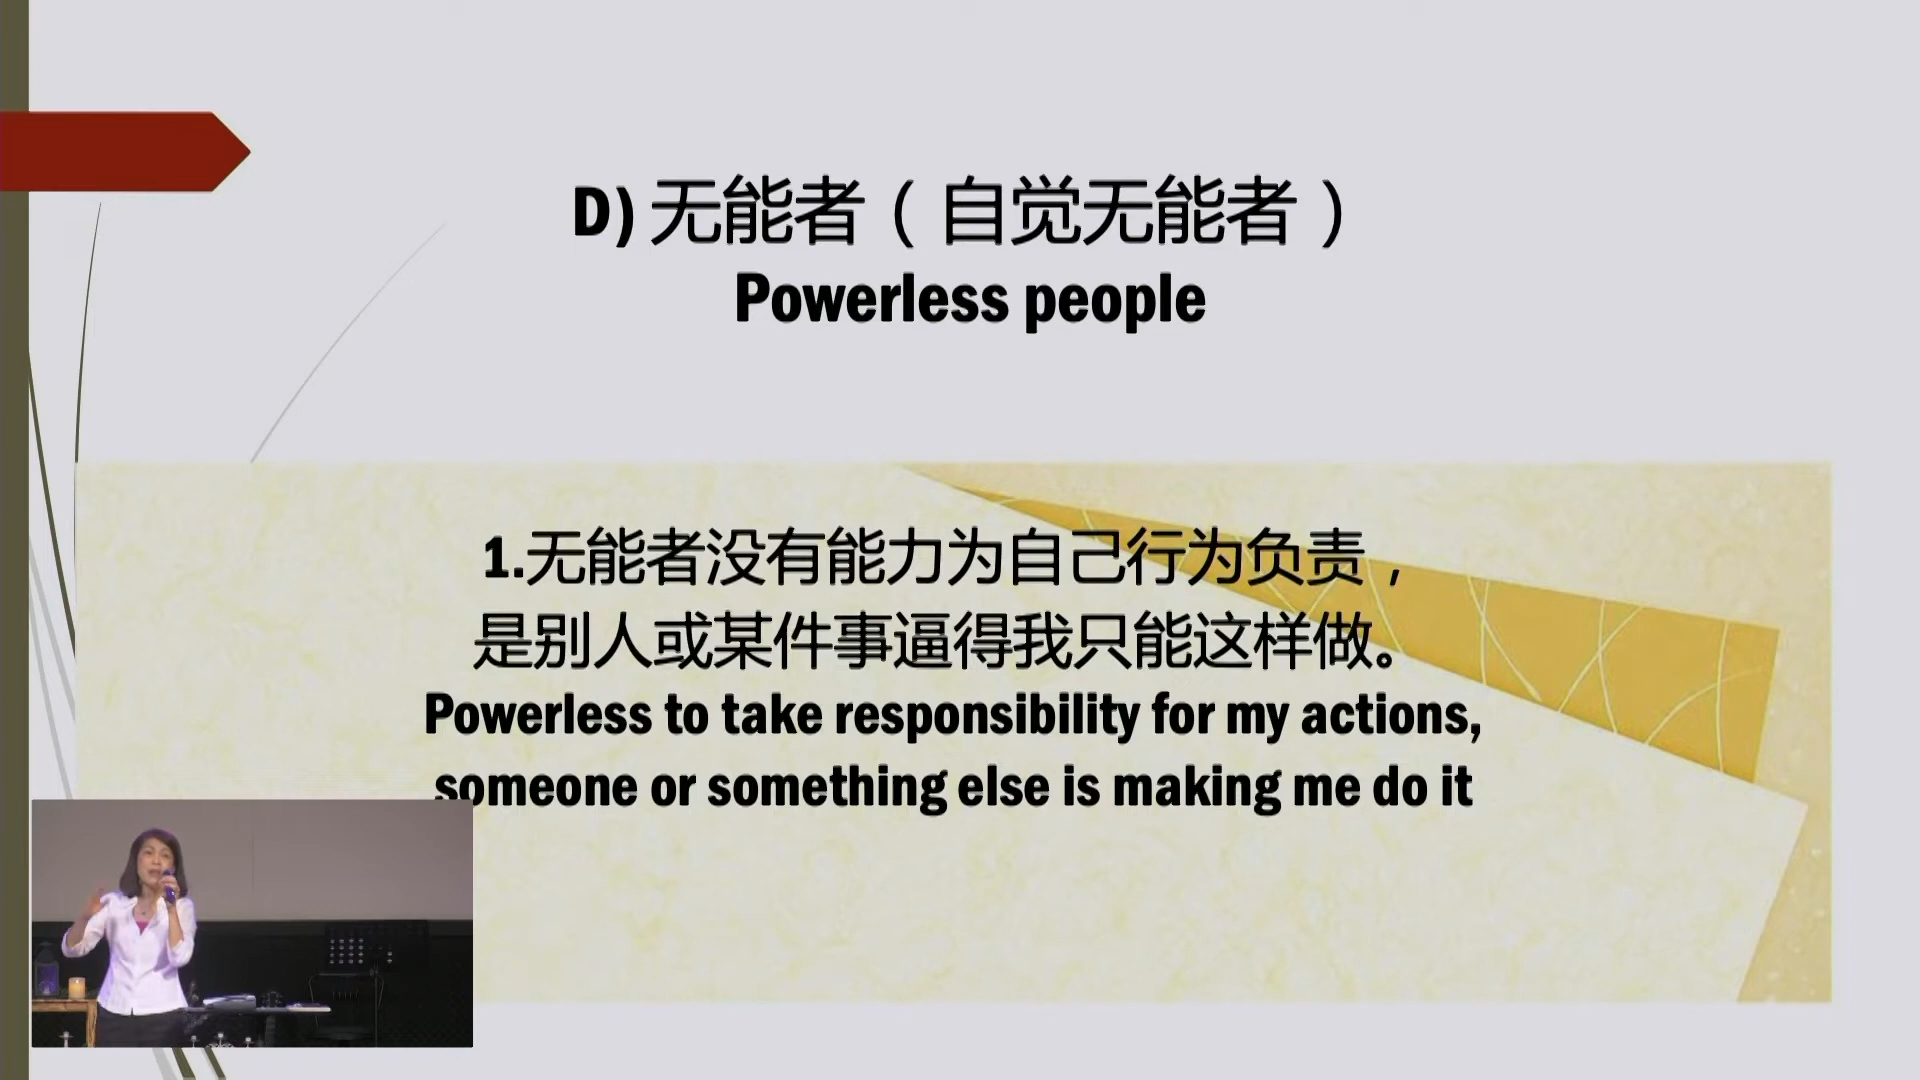 D) 无能者（自觉无能者）
Powerless people
1.无能者没有能力为自己行为负责，
是别人或某件事逼得我只能这样做。
Powerless to take responsibility for my actions,
someone or something else is making me do it